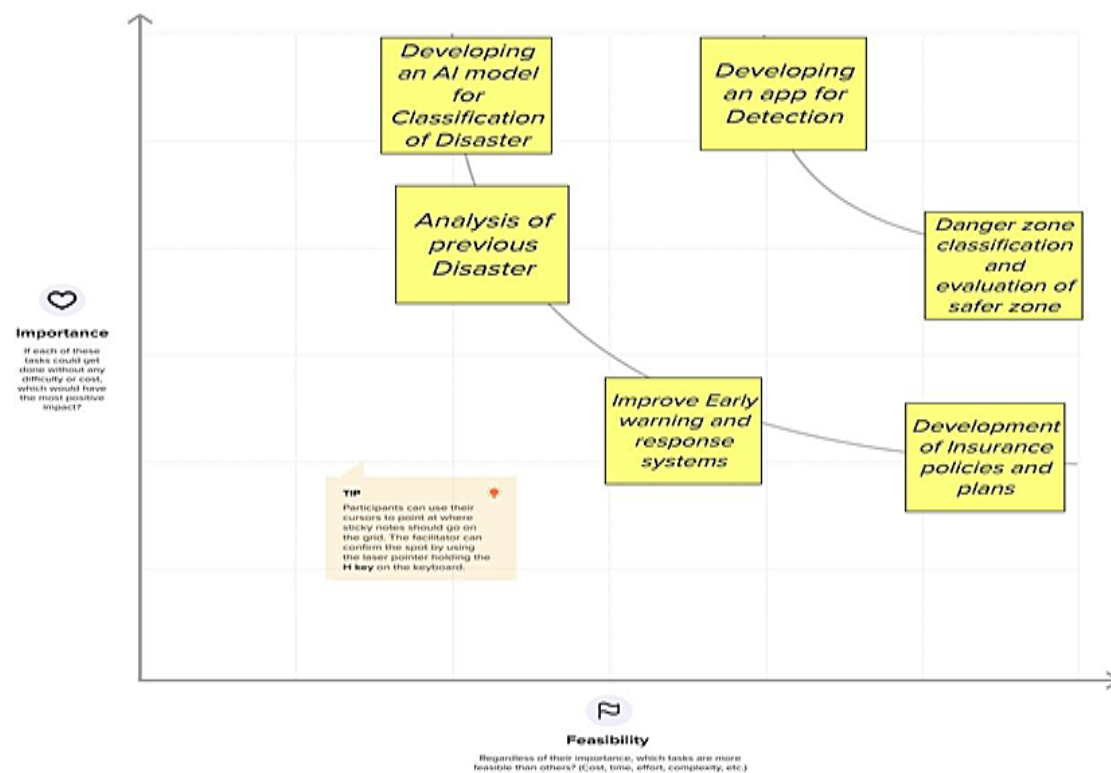 Developing
an AI model
for
Classification
of Disaster
Developing
an app for
Detection
Analysis of
previous
Disaster
Danger zone
classification
and
evaluation of
safer zone
Importance
If each of these
tasks could get
done without any
difficulty or cost,
which would have
the most positive
impact?
Improve Early
warning and
response
systems
Development
of Insurance
policies and
plans
TIP
Participants can use their
cursors to point at where
sticky notes should go on
the grid. The facilitator can
confirm the spot by using
the laser pointer holding the
H key on the keyboard.
Feasibility
Regardless of their importance, which tasks are more
feasible than others? (Cost, time, effort, complexity, etc.)